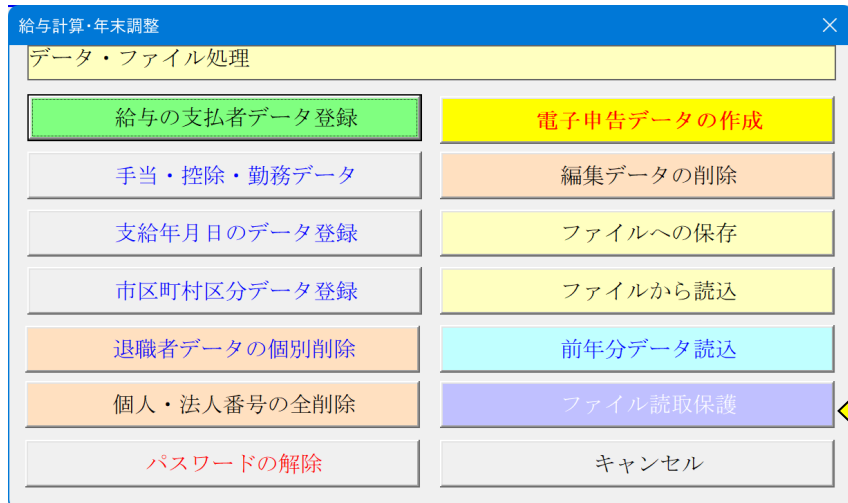 給与計算・年末調整
データ・ファイル処理
給与の支払者データ登録
電子申告データの作成
手当・控除・勤務データ
編集データの削除
支給年月日のデータ登録
ファイルへの保存
市区町村区分データ登録
ファイルから読込
退職者データの個別削除
前年分データ読込
個人・法人番号の全削除
ファイル読取保護
パスワードの解除
キャンセル